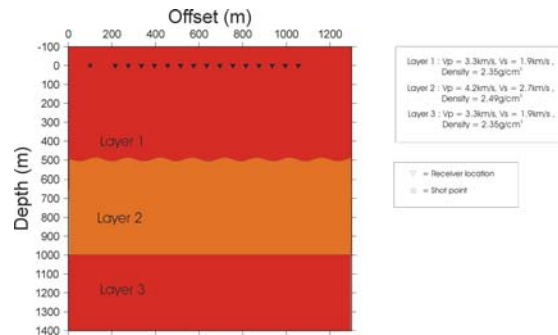 Offset (m)
0 200 400 600 800 1000 1200
-100
0
100
200
300
400
500
600
700
800
900
1000
1100
1200
1300
1400
Depth (m)
Layer 1
Layer 2
Layer 3
Layer 1 : Vp = 3.3km/s, Vs = 1.9km/s ,
Density = 2.35g/cm³
Layer 2 : Vp = 4.2km/s, Vs = 2.7km/s ,
Density = 2.49g/cm³
Layer 3 : Vp = 3.3km/s, Vs = 1.9km/s ,
Density = 2.35g/cm³
= Receiver location
= Shot point